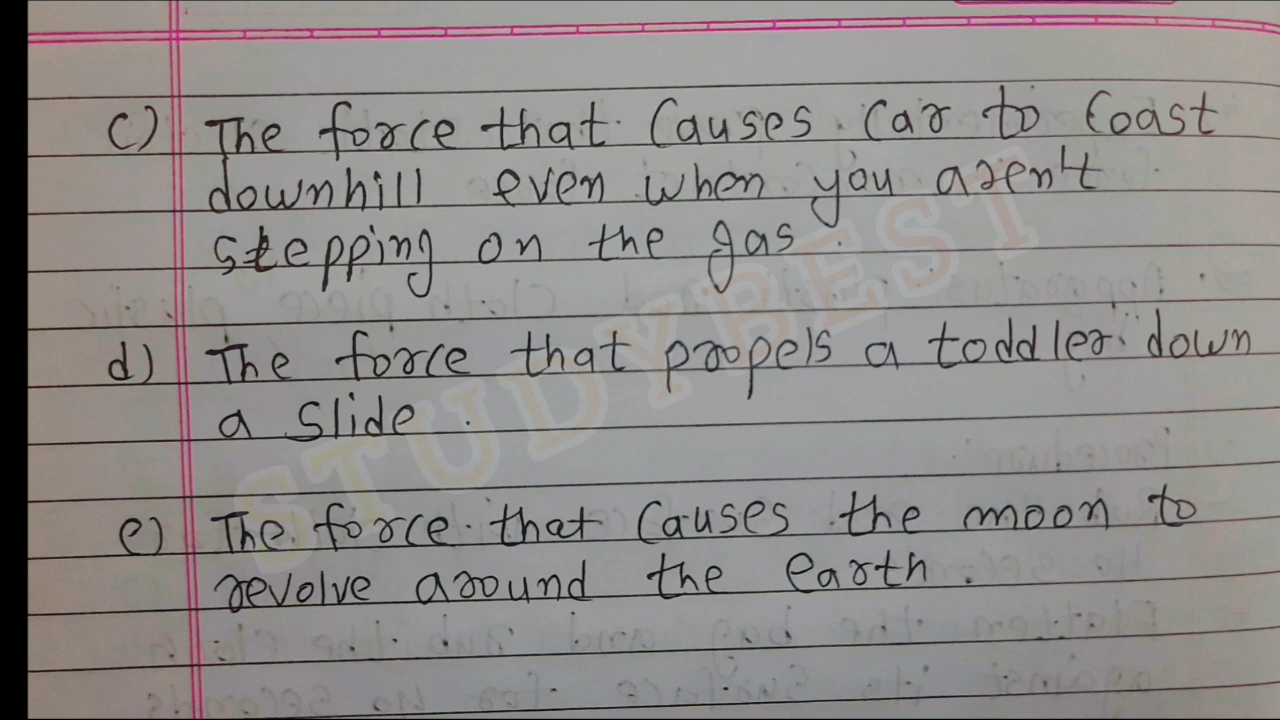 c) The force that causes car to coast
downhill even when you aren't
stepping on the gas.
d) The force that propels a toddler down
a slide.
e) The force that causes the moon to
revolve around the earth.
STUDYBEST